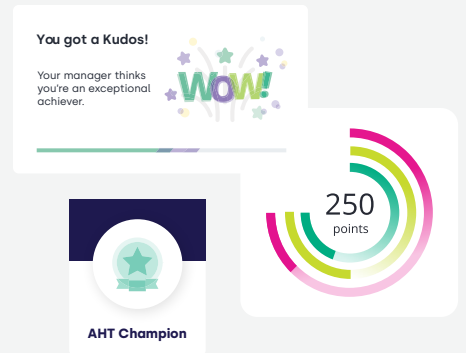 You got a Kudos!
Your manager thinks
you're an exceptional
achiever.
WOW!
250
points
AHT Champion